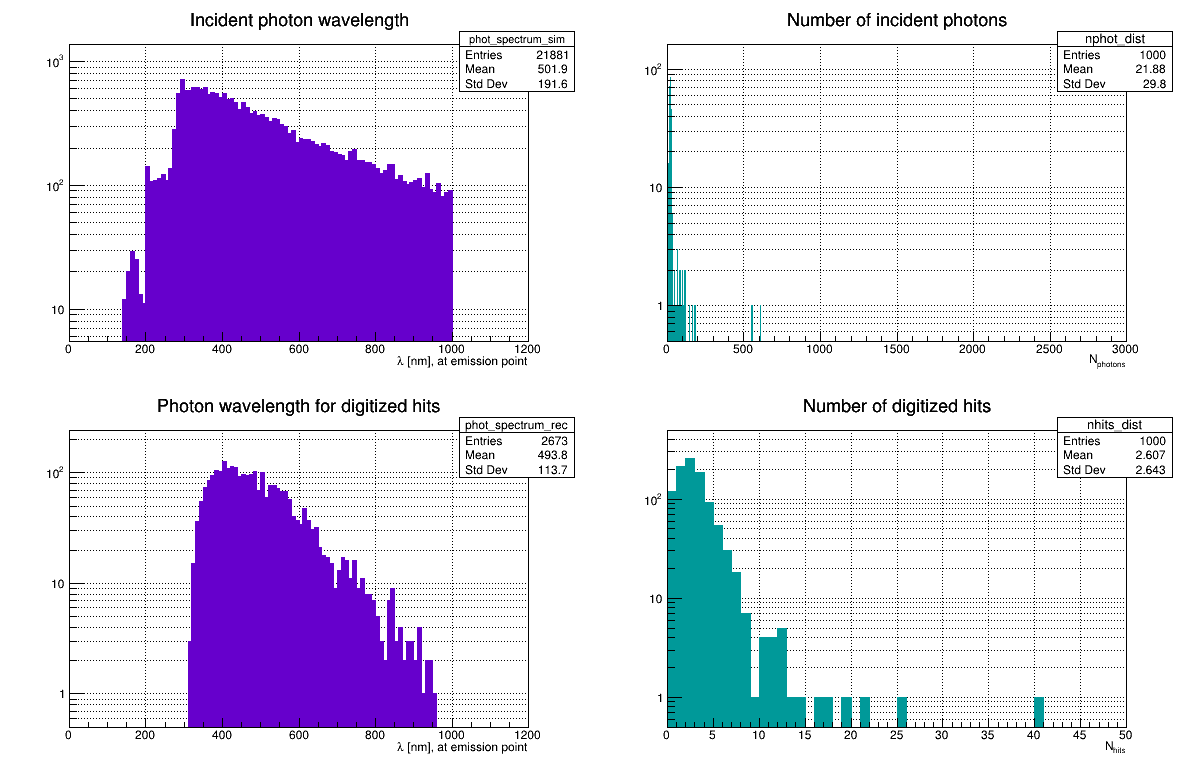 Incident photon wavelength
phot_spectrum_sim
Entries 21881
Mean 501.9
Std Dev 191.6
10³
10²
10
0 200 400 600 800 1000 1200
λ [nm], at emission point
Number of incident photons
nphot_dist
Entries 1000
Mean 21.88
Std Dev 29.8
10²
10
1
0 500 1000 1500 2000 2500 3000
N_photons
Photon wavelength for digitized hits
phot_spectrum_rec
Entries 2673
Mean 493.8
Std Dev 113.7
10²
10
1
0 200 400 600 800 1000 1200
λ [nm], at emission point
Number of digitized hits
nhits_dist
Entries 1000
Mean 2.607
Std Dev 2.643
10²
10
1
0 5 10 15 20 25 30 35 40 45 50
N_hits